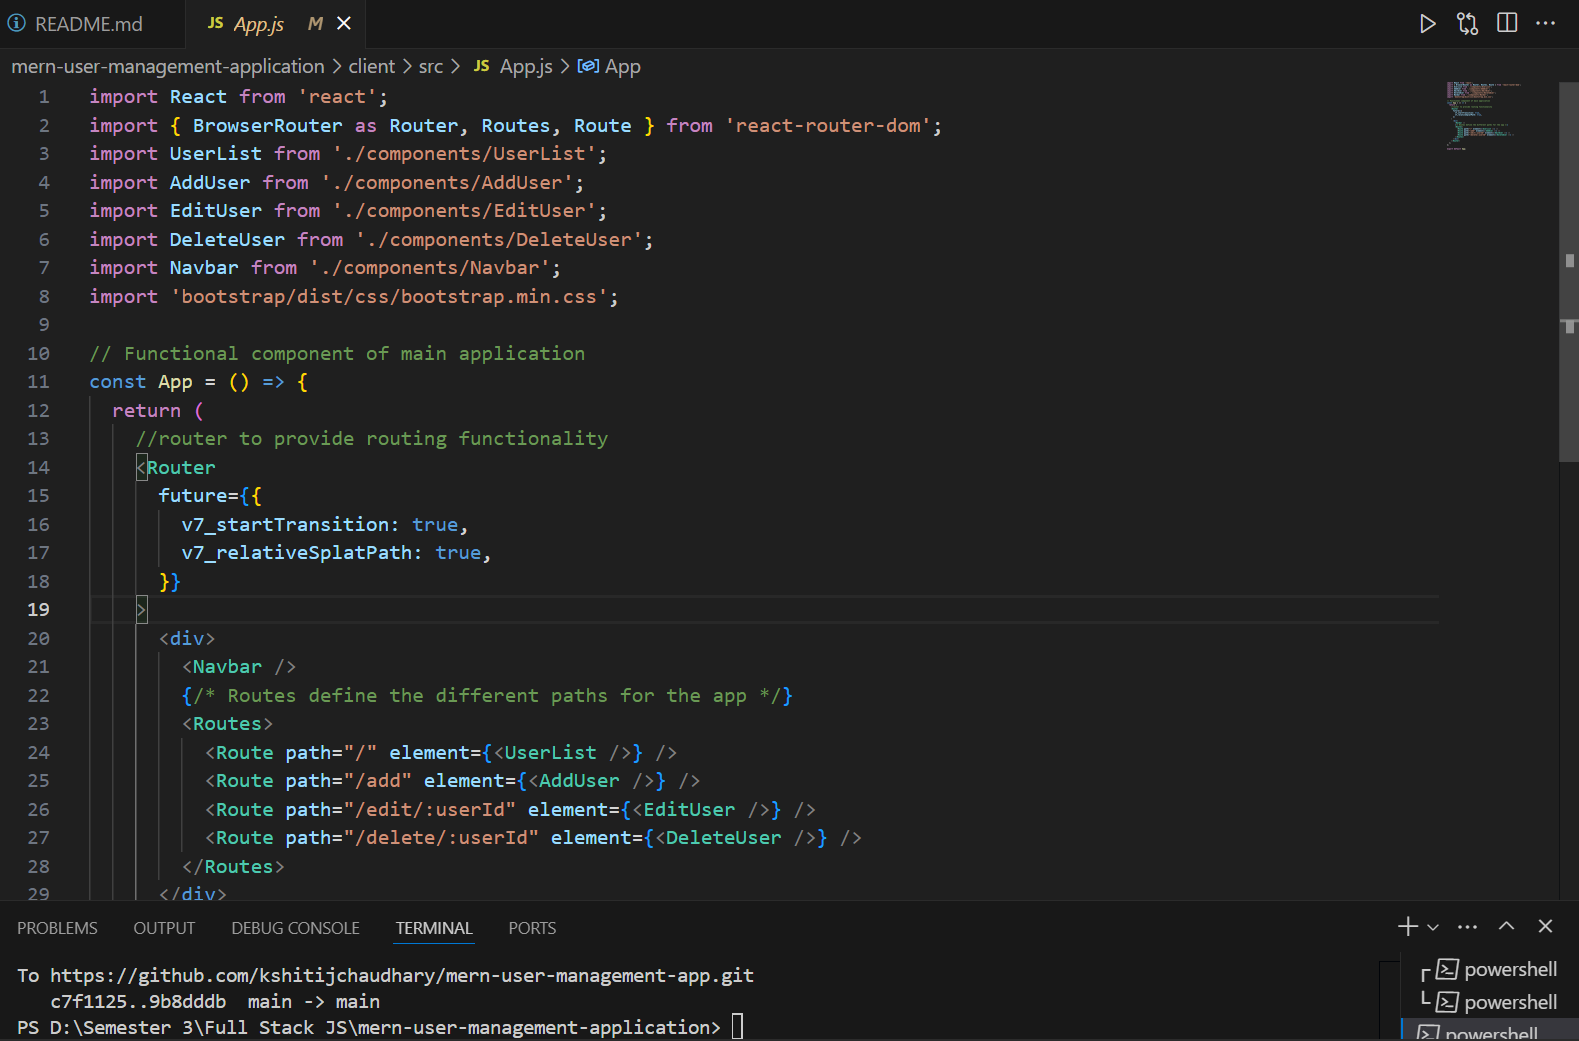 README.md
JS App.js M
mern-user-management-application > client > src > JS App.js > App
1 import React from 'react';
2 import { BrowserRouter as Router, Routes, Route } from 'react-router-dom';
3 import UserList from './components/UserList';
4 import AddUser from './components/AddUser';
5 import EditUser from './components/EditUser';
6 import DeleteUser from './components/DeleteUser';
7 import Navbar from './components/Navbar';
8 import 'bootstrap/dist/css/bootstrap.min.css';
9
10 // Functional component of main application
11 const App = () => {
12   return (
13     //router to provide routing functionality
14     <Router
15       future={{
16         v7_startTransition: true,
17         v7_relativeSplatPath: true,
18       }}
19     >
20       <div>
21         <Navbar />
22         {/* Routes define the different paths for the app */}
23         <Routes>
24           <Route path="/" element={<UserList />} />
25           <Route path="/add" element={<AddUser />} />
26           <Route path="/edit/:userId" element={<EditUser />} />
27           <Route path="/delete/:userId" element={<DeleteUser />} />
28         </Routes>
29       </div>
PROBLEMS OUTPUT DEBUG CONSOLE TERMINAL PORTS
To https://github.com/kshitijchaudhary/mern-user-management-app.git
   c7f1125..9b8dddb  main -> main
PS D:\Semester 3\Full Stack JS\mern-user-management-application>
powershell
powershell
powershell